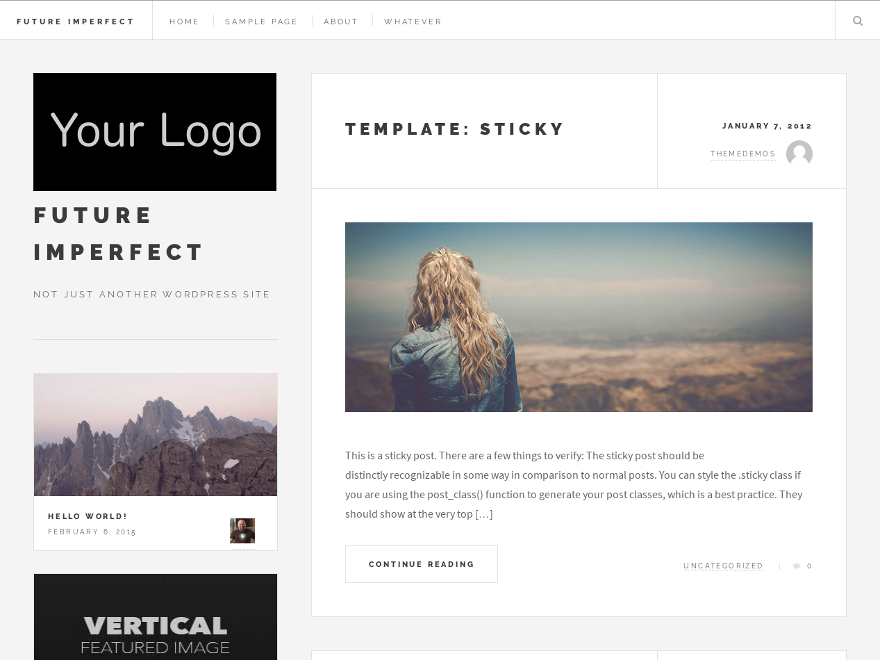 FUTURE IMPERFECT
HOME
SAMPLE PAGE
ABOUT
WHATEVER
Your Logo
FUTURE
IMPERFECT
NOT JUST ANOTHER WORDPRESS SITE
HELLO WORLD!
FEBRUARY 6, 2015
VERTICAL
FEATURED IMAGE
TEMPLATE: STICKY
JANUARY 7, 2012
THEMEDEMOS
This is a sticky post. There are a few things to verify: The sticky post should be
distinctly recognizable in some way in comparison to normal posts. You can style the .sticky class if
you are using the post_class() function to generate your post classes, which is a best practice. They
should show at the very top […]
CONTINUE READING
UNCATEGORIZED
0